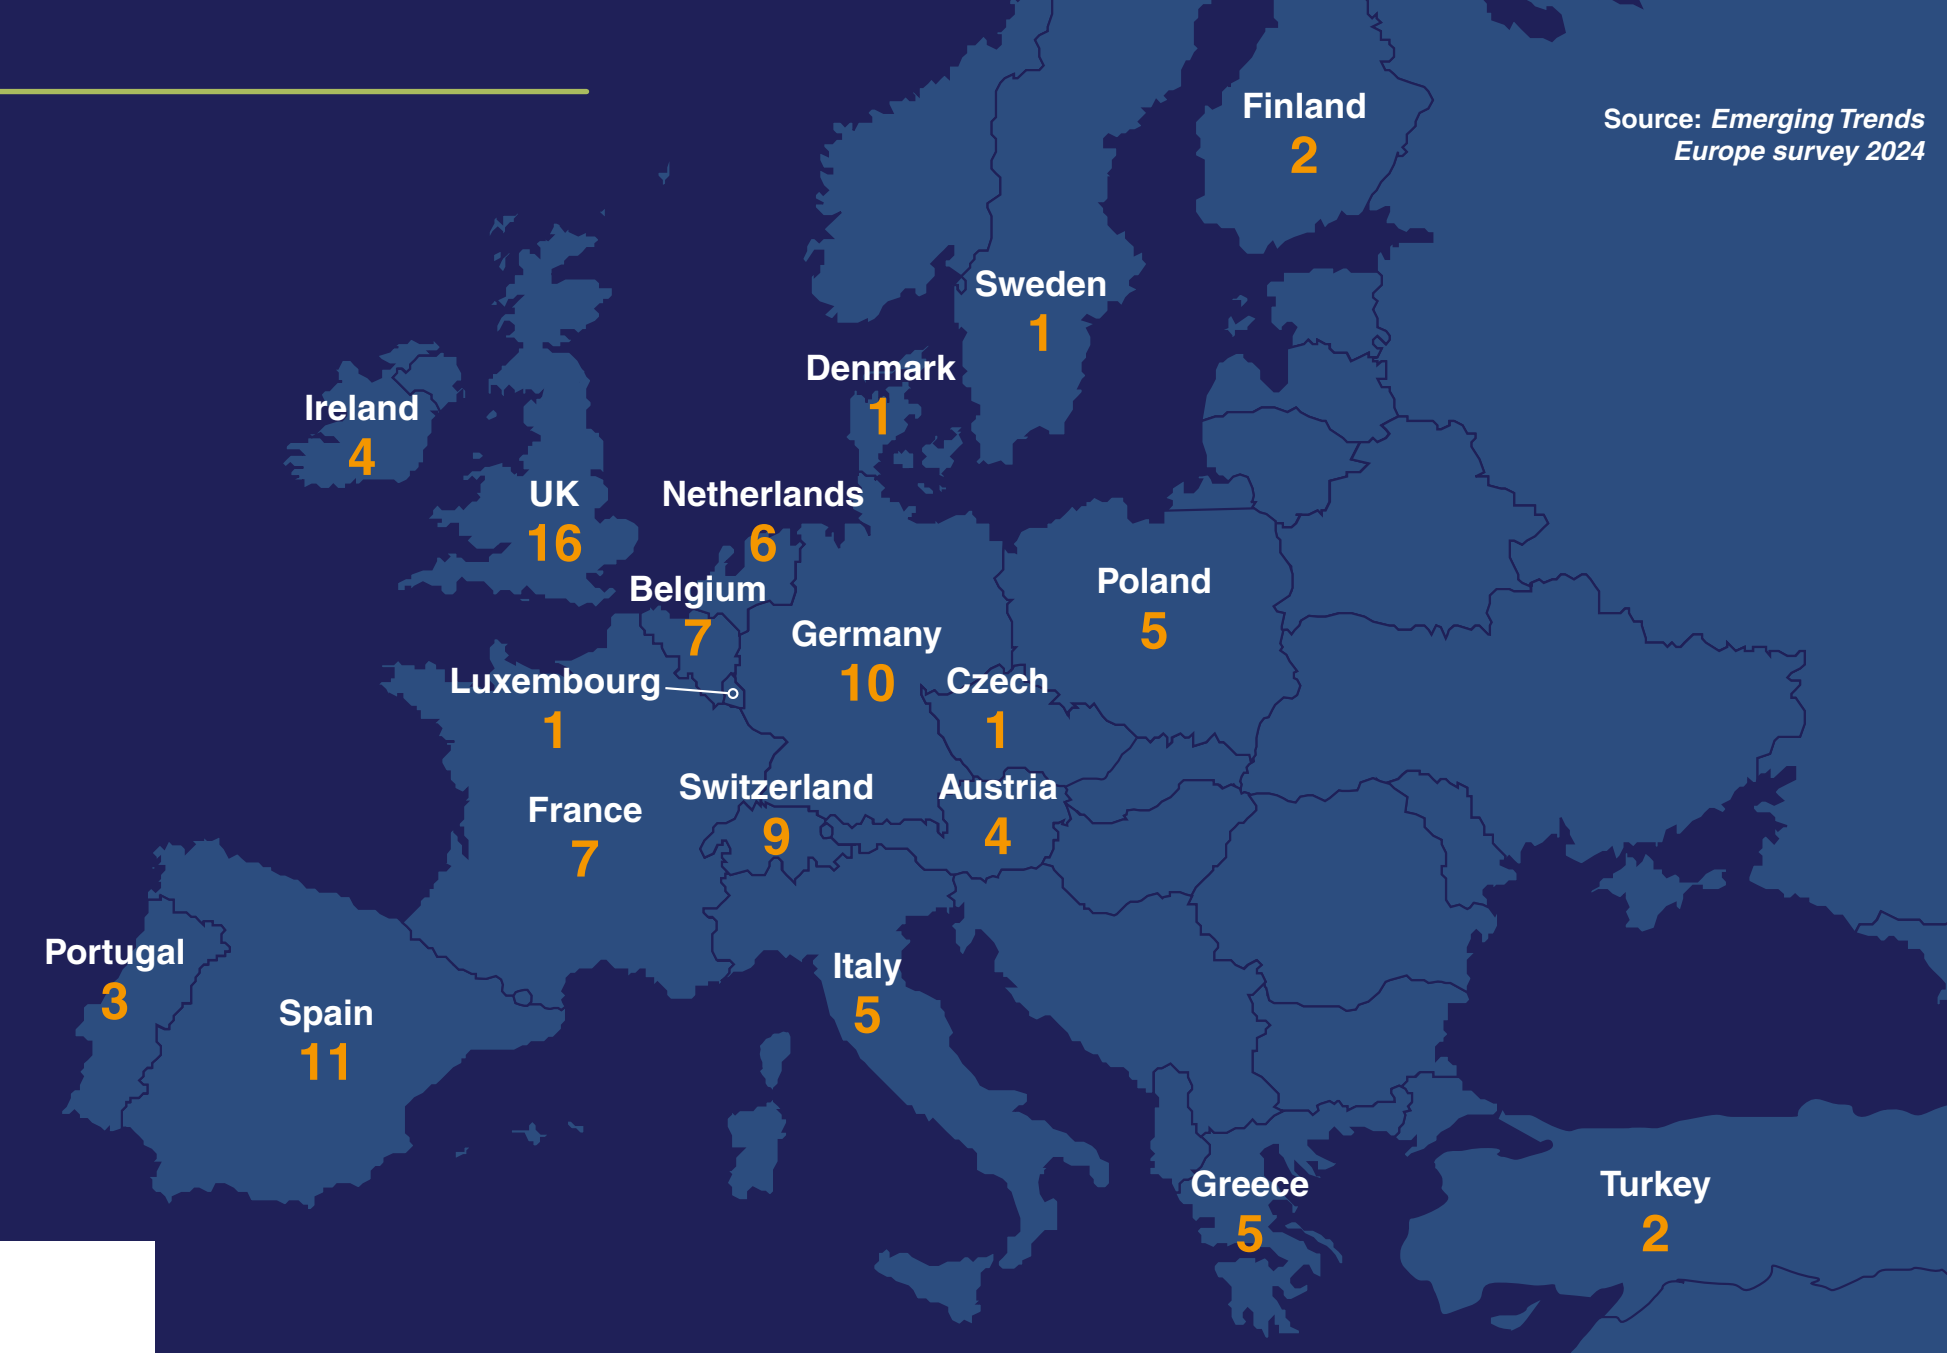 Finland
2
Source: Emerging Trends
Europe survey 2024
Sweden
1
Denmark
1
Ireland
4
UK
16
Netherlands
6
Belgium
7
Poland
5
Germany
10
Luxembourg
1
Czech
1
Switzerland
9
Austria
4
France
7
Portugal
3
Italy
5
Spain
11
Greece
5
Turkey
2